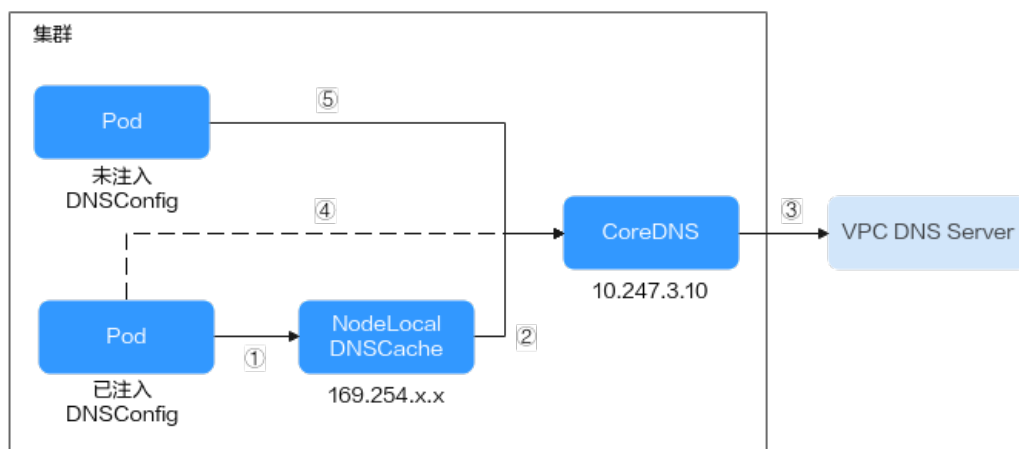 集群
Pod
⑤
未注入
DNSConfig
④
CoreDNS
③
VPC DNS Server
10.247.3.10
Pod
①
NodeLocal
DNSCache
②
已注入
DNSConfig
169.254.x.x